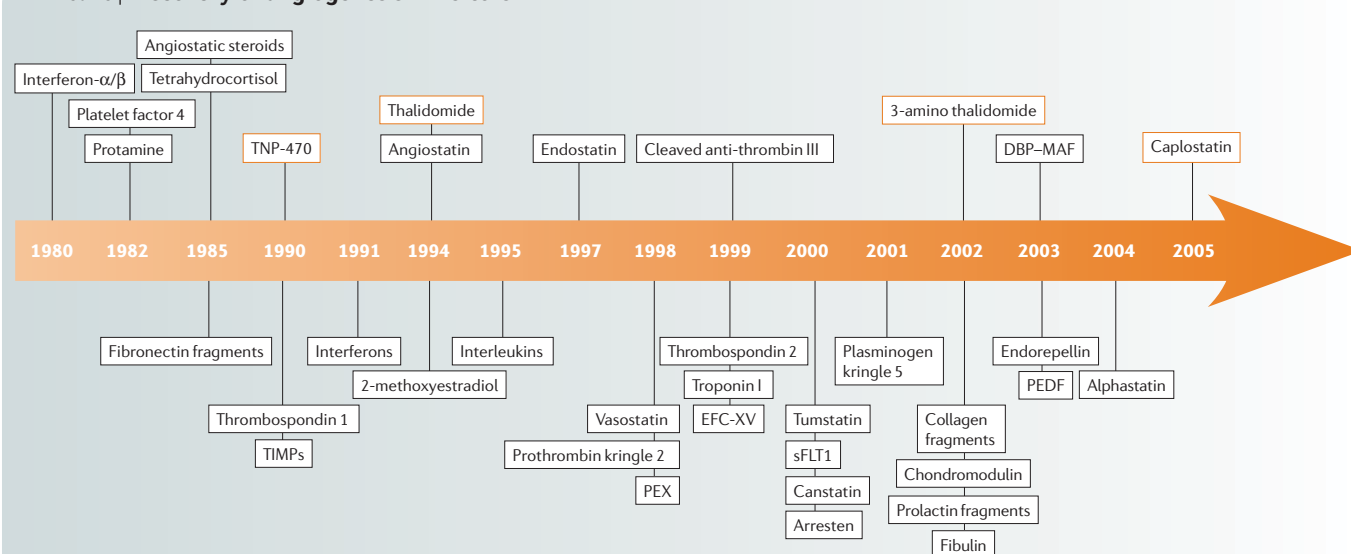 Angiostatic steroids
Interferon-α/β
Tetrahydrocortisol
Platelet factor 4
Protamine
TNP-470
Thalidomide
Angiostatin
Endostatin
Cleaved anti-thrombin III
3-amino thalidomide
DBP–MAF
Caplostatin
1980 1982 1985 1990 1991 1994 1995 1997 1998 1999 2000 2001 2002 2003 2004 2005
Fibronectin fragments
Thrombospondin 1
TIMPs
Interferons
2-methoxyestradiol
Interleukins
Vasostatin
Prothrombin kringle 2
PEX
Thrombospondin 2
Troponin I
EFC-XV
Tumstatin
sFLT1
Canstatin
Arresten
Plasminogen
kringle 5
Collagen
fragments
Chondromodulin
Prolactin fragments
Fibulin
Endorepellin
PEDF
Alphastatin